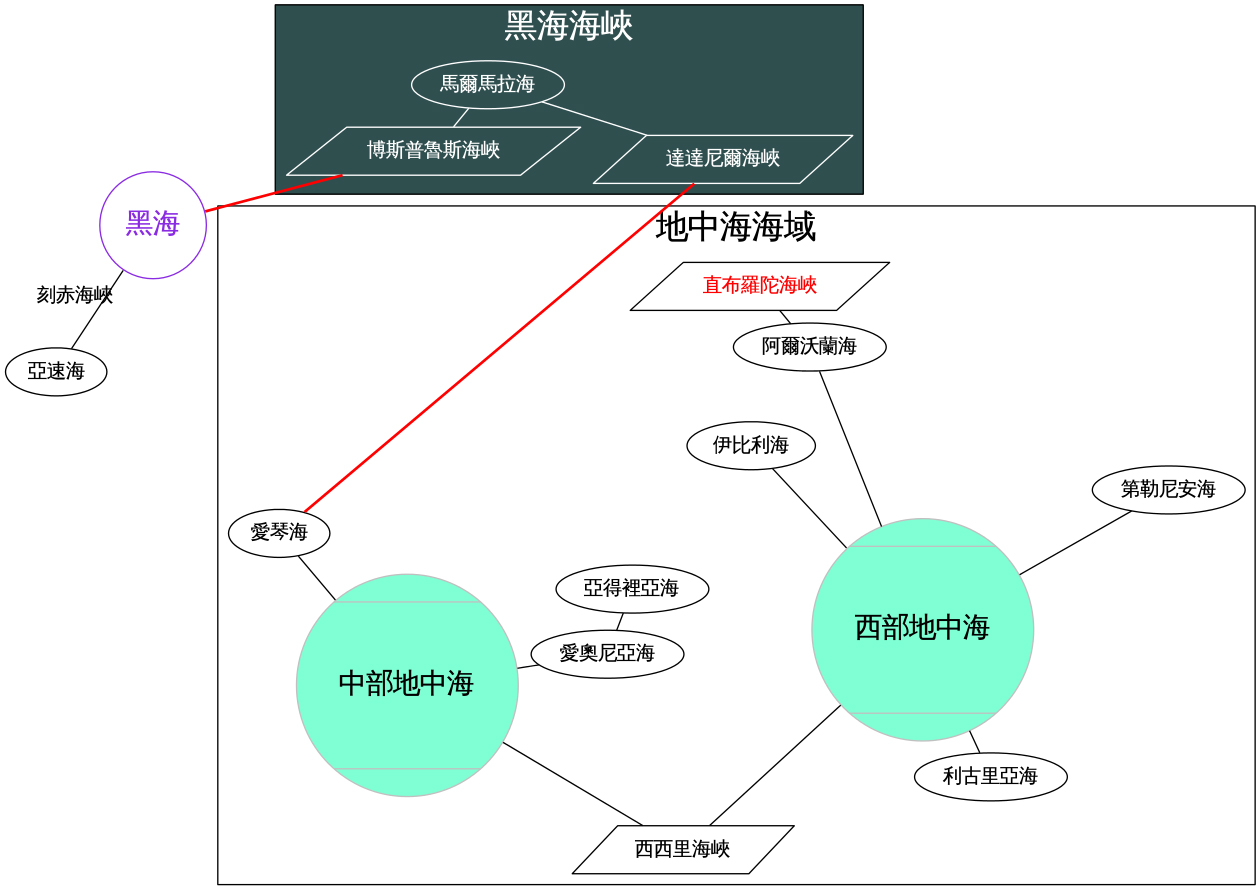 黑海海峽
馬爾馬拉海
博斯普魯斯海峽
達達尼爾海峽
黑海
地中海海域
刻赤海峽
直布羅陀海峽
阿爾沃蘭海
亞速海
伊比利海
第勒尼安海
愛琴海
亞得裡亞海
西部地中海
愛奧尼亞海
中部地中海
利古里亞海
西西里海峽